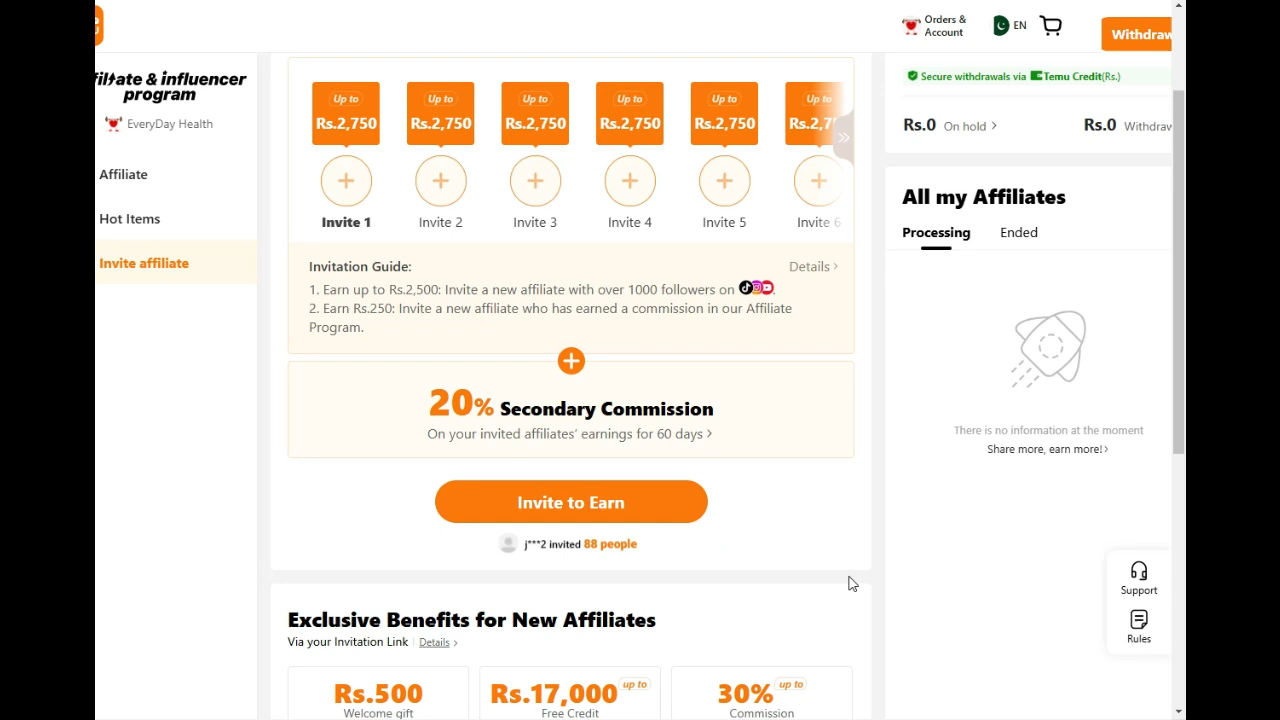 Orders &
Account
EN
Withdraw
filiate & influencer
program
EveryDay Health
Affiliate
Hot Items
Invite affiliate
Up to
Rs.2,750
Invite 1
Up to
Rs.2,750
Invite 2
Up to
Rs.2,750
Invite 3
Up to
Rs.2,750
Invite 4
Up to
Rs.2,750
Invite 5
Up to
Invite 6
Invitation Guide:
Details >
1. Earn up to Rs.2,500: Invite a new affiliate with over 1000 followers on
2. Earn Rs.250: Invite a new affiliate who has earned a commission in our Affiliate
Program.
20% Secondary Commission
On your invited affiliates' earnings for 60 days >
Invite to Earn
j***2 invited 88 people
Exclusive Benefits for New Affiliates
Via your Invitation Link | Details >
Rs.500
Welcome gift
up to
Rs.17,000
Free Credit
up to
30%
Commission
Secure withdrawals via Temu Credit(Rs.)
Rs.0 On hold >
Rs.0 Withdraw
All my Affiliates
Processing
Ended
There is no information at the moment
Share more, earn more! >
Support
Rules